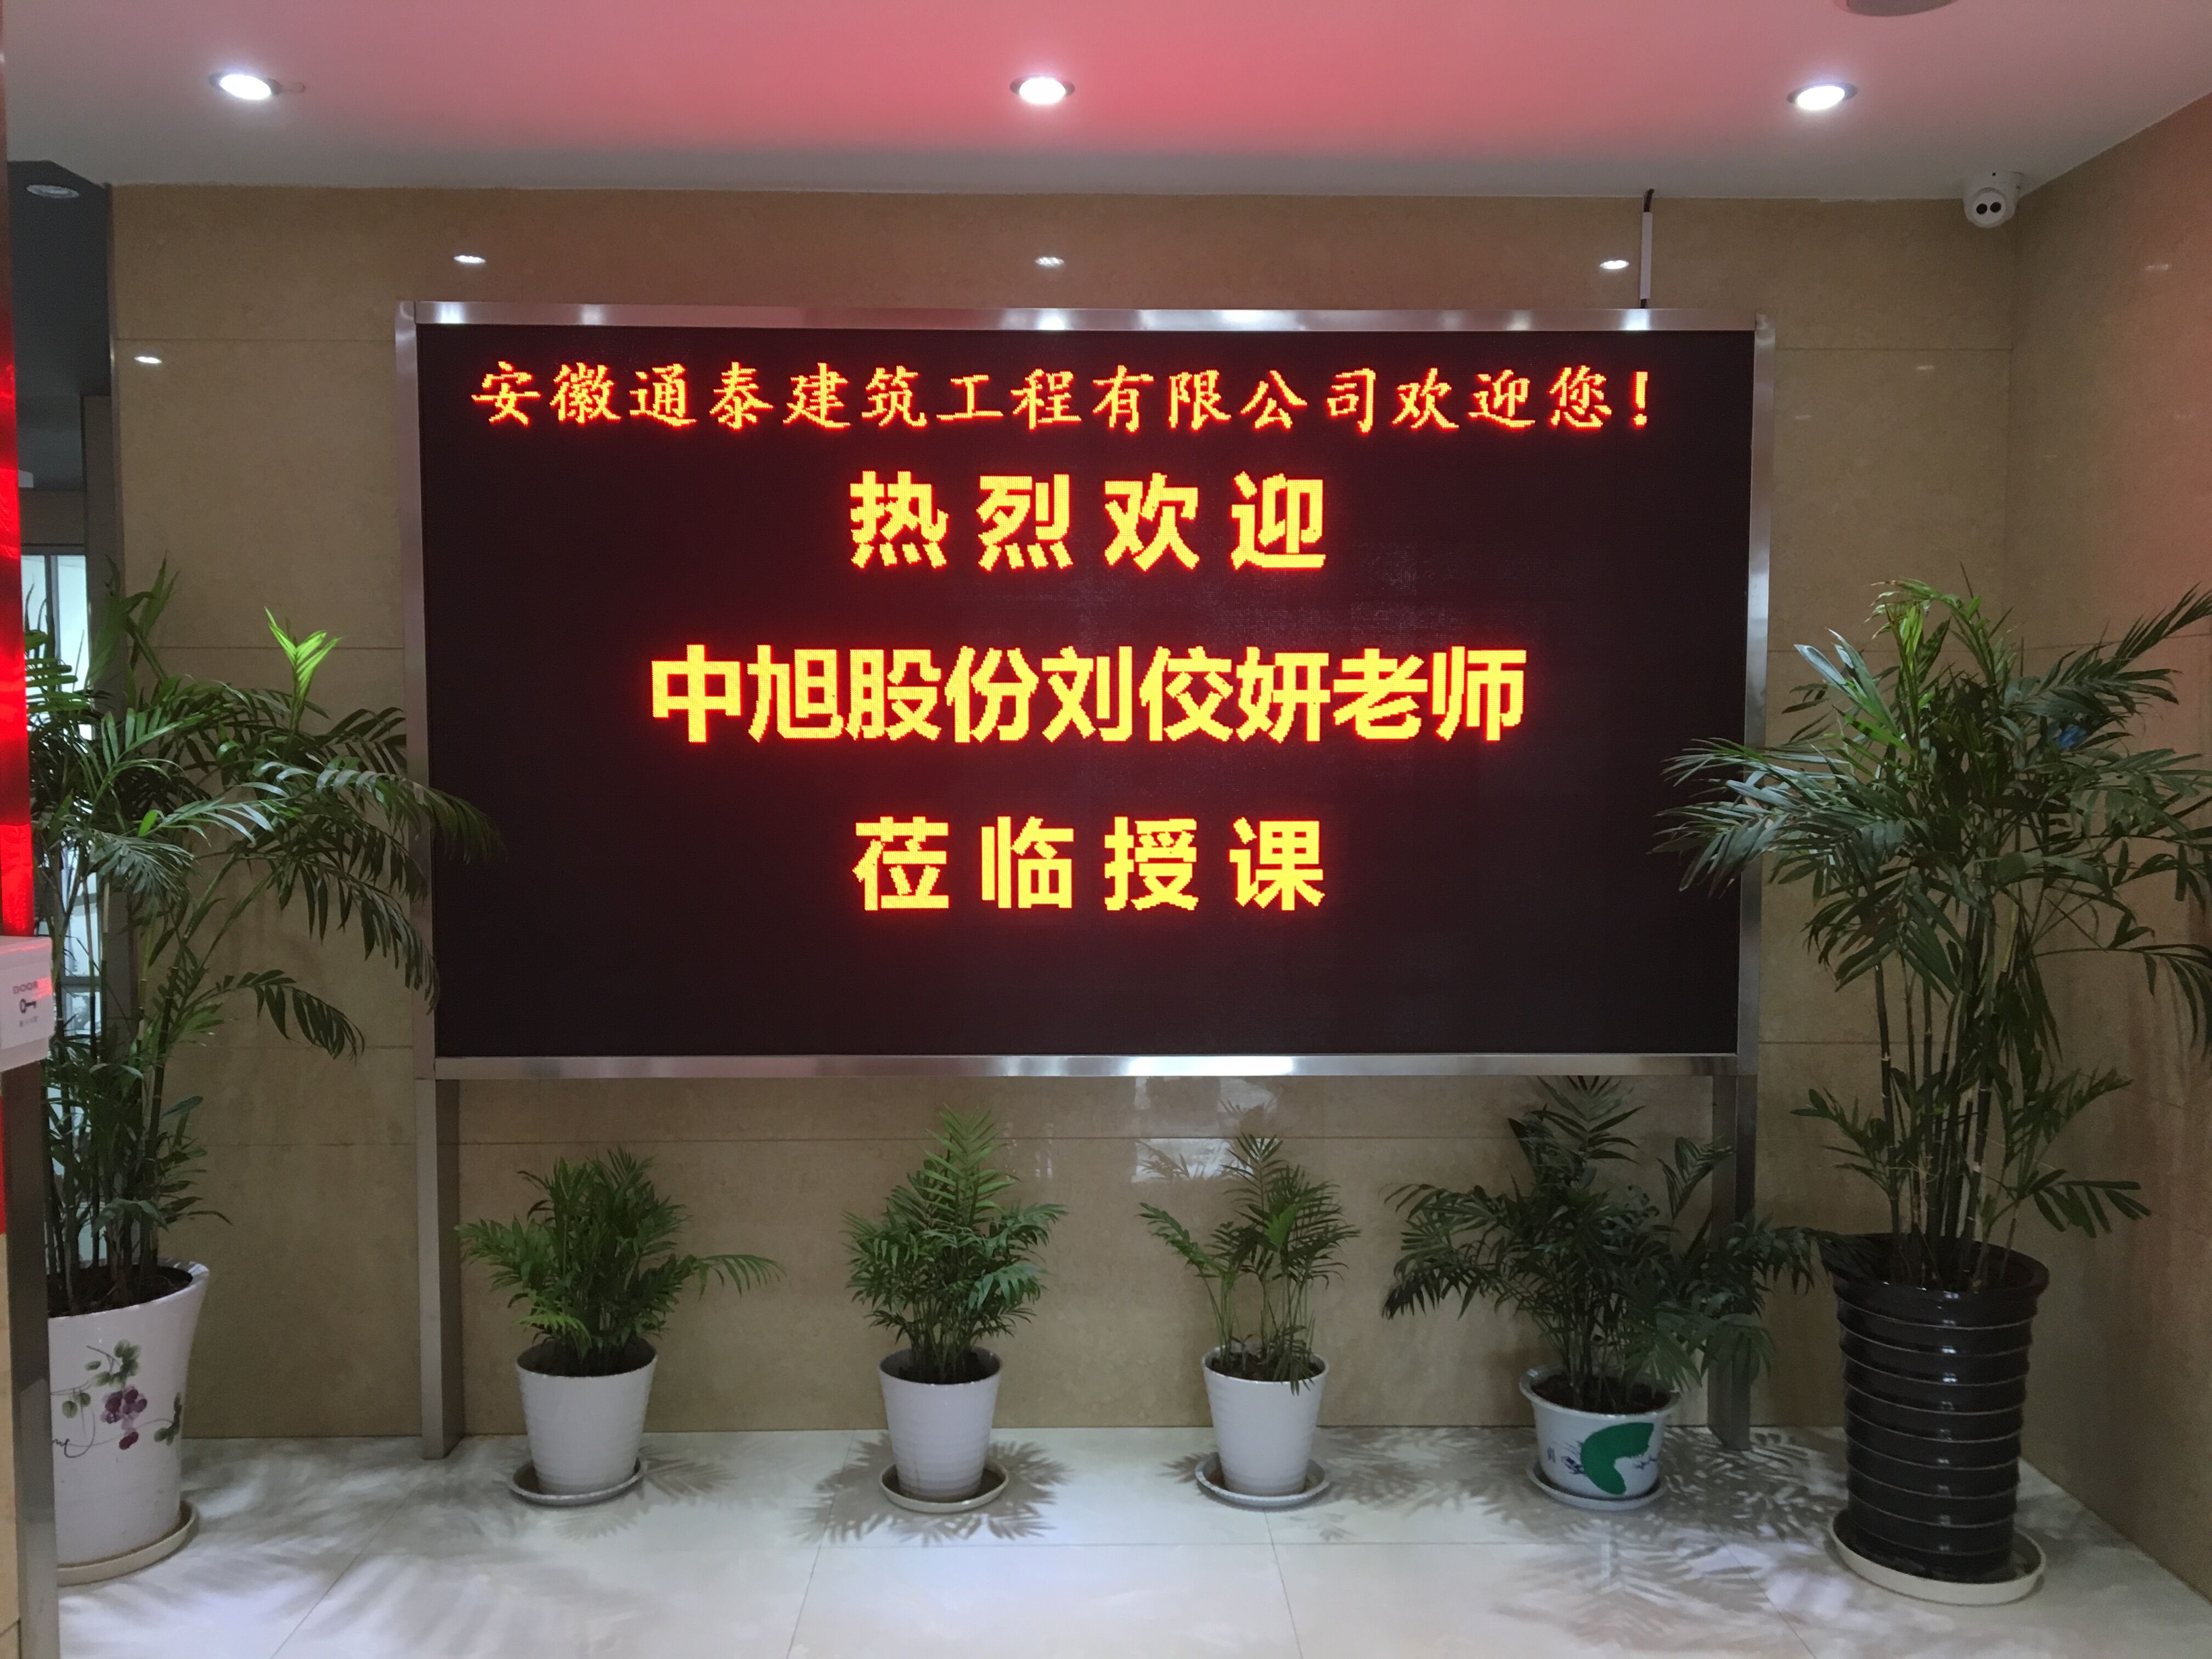 安徽通泰建筑工程有限公司欢迎您！
热烈欢迎
中旭股份刘佼妍老师
莅临授课
DOOR